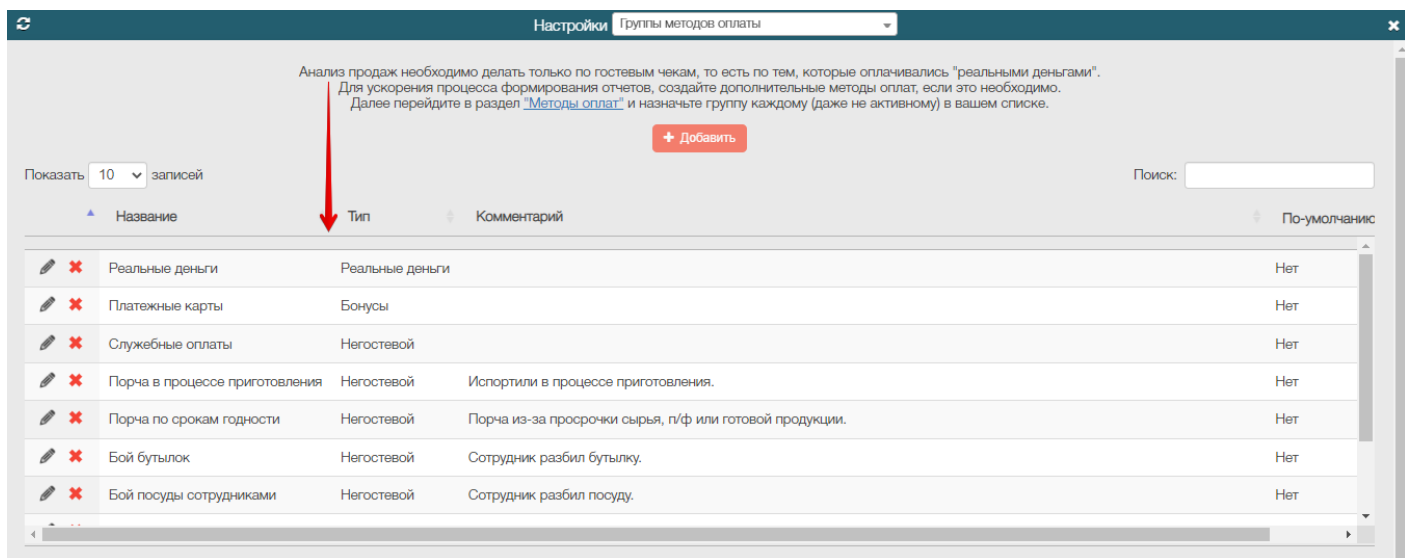 Настройки Группы методов оплаты
Анализ продаж необходимо делать только по гостевым чекам, то есть по тем, которые оплачивались "реальными деньгами".
Для ускорения процесса формирования отчетов, создайте дополнительные методы оплат, если это необходимо.
Далее перейдите в раздел "Методы оплат" и назначьте группу каждому (даже не активному) в вашем списке.
+ Добавить
Показать 10 записей Поиск:
Название Тип Комментарий По-умолчанию
Реальные деньги Реальные деньги Нет
Платежные карты Бонусы Нет
Служебные оплаты Негостевой Нет
Порча в процессе приготовления Негостевой Испортили в процессе приготовления. Нет
Порча по срокам годности Негостевой Порча из-за просрочки сырья, п/ф или готовой продукции. Нет
Бой бутылок Негостевой Сотрудник разбил бутылку. Нет
Бой посуды сотрудниками Негостевой Сотрудник разбил посуду. Нет